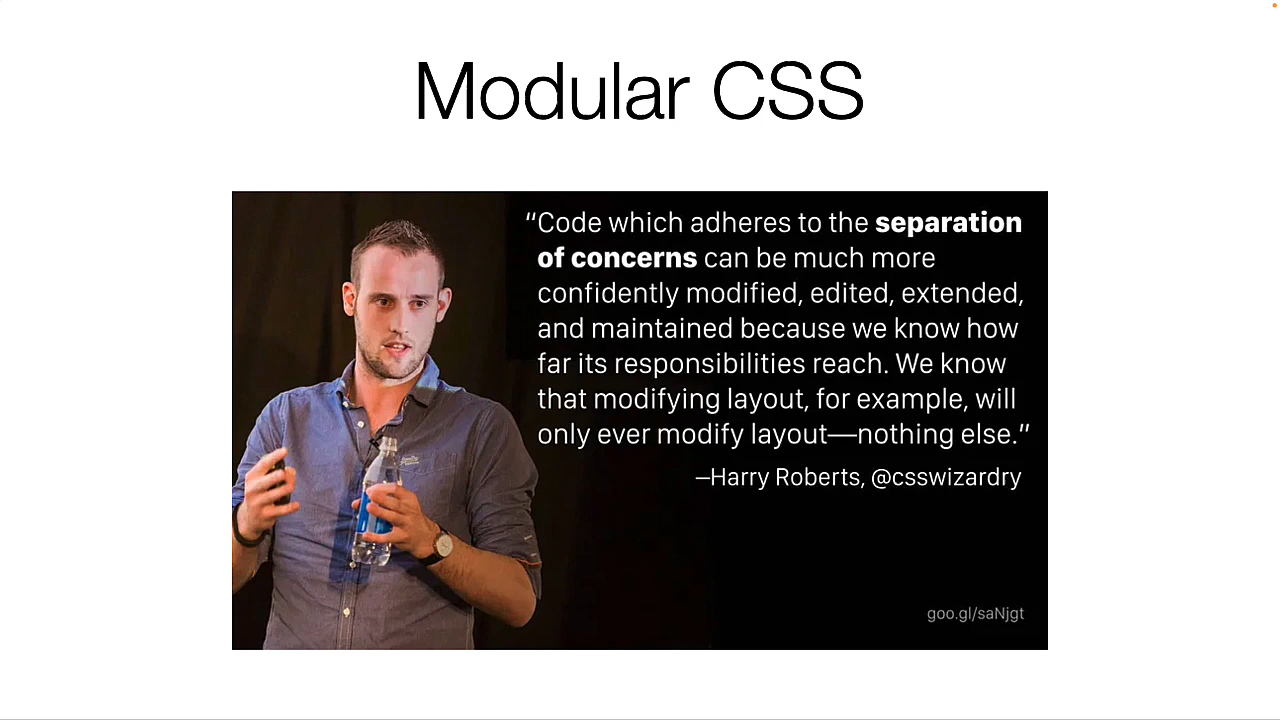 Modular CSS
“Code which adheres to the separation
of concerns can be much more
confidently modified, edited, extended,
and maintained because we know how
far its responsibilities reach. We know
that modifying layout, for example, will
only ever modify layout—nothing else.”
–Harry Roberts, @csswizardry
goo.gl/saNjgt